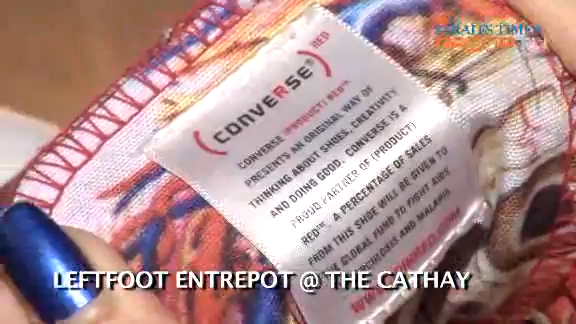 STRAITS TIMES
(CONVERSE®) RED
CONVERSE (PRODUCT) RED™
PRESENTS AN ORIGINAL WAY OF
THINKING ABOUT SHOES, CREATIVITY
AND DOING GOOD. CONVERSE IS A
PROUD PARTNER OF (PRODUCT)
RED™. A PERCENTAGE OF SALES
FROM THIS SHOE WILL BE GIVEN TO
GLOBAL FUND TO FIGHT AIDS
AND MALARIA
LEFTFOOT ENTREPOT @ THE CATHAY